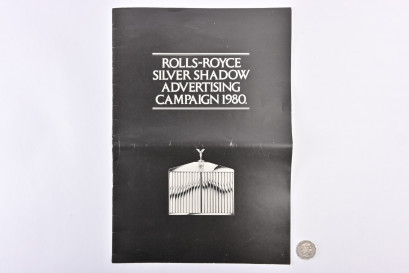 ROLLS-ROYCE
SILVER SHADOW
ADVERTISING
CAMPAIGN 1980.